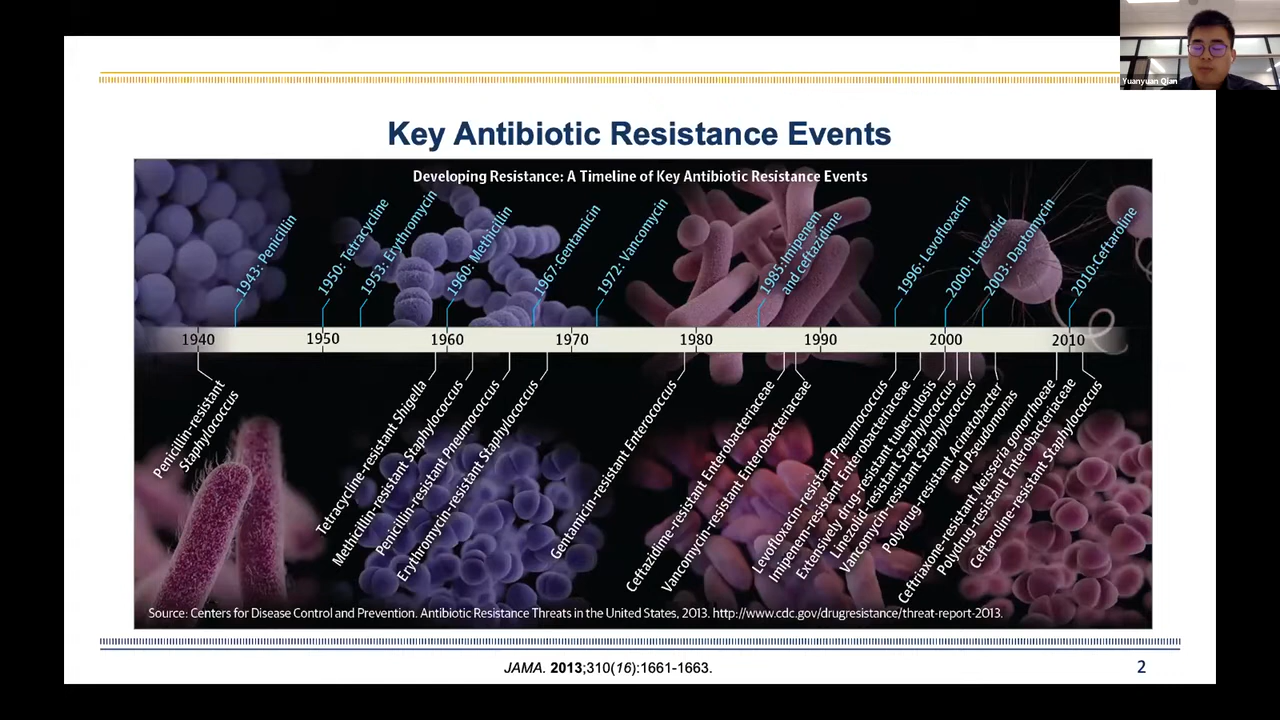 Yuanyuan Qian
Key Antibiotic Resistance Events
Developing Resistance: A Timeline of Key Antibiotic Resistance Events
1943: Penicillin
1950: Tetracycline
1953: Erythromycin
1960: Methicillin
1967: Gentamicin
1972: Vancomycin
1985: Imipenem
and ceftazidime
1996: Levofloxacin
2000: Linezolid
2003: Daptomycin
2010: Ceftaroline
1940
1950
1960
1970
1980
1990
2000
2010
Penicillin-resistant
Staphylococcus
Tetracycline-resistant Shigella
Methicillin-resistant Staphylococcus
Penicillin-resistant Pneumococcus
Erythromycin-resistant Staphylococcus
Gentamicin-resistant Enterococcus
Ceftazidime-resistant Enterobacteriaceae
Vancomycin-resistant Enterobacteriaceae
Levofloxacin-resistant Pneumococcus
Imipenem-resistant Enterobacteriaceae
Extensively drug-resistant tuberculosis
Linezolid-resistant Staphylococcus
Vancomycin-resistant Staphylococcus
Polydrug-resistant Acinetobacter
and Pseudomonas
Ceftriaxone-resistant Neisseria gonorrhoeae
Polydrug-resistant Enterobacteriaceae
Ceftaroline-resistant Staphylococcus
Source: Centers for Disease Control and Prevention. Antibiotic Resistance Threats in the United States, 2013. http://www.cdc.gov/drugresistance/threat-report-2013.
JAMA. 2013;310(16):1661-1663.
2